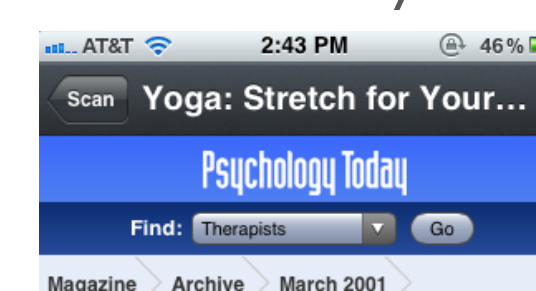 AT&T 2:43 PM 46%
Scan Yoga: Stretch for Your...
Psychology Today
Find: Therapists Go
Magazine Archive March 2001